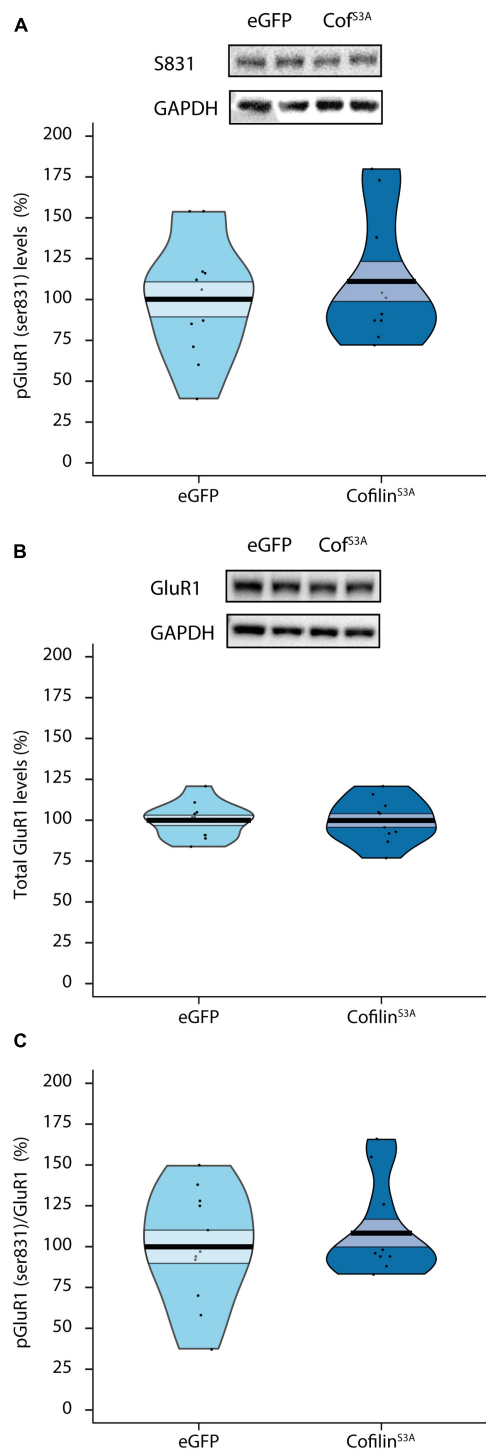 A
eGFP Cof^S3A
S831
GAPDH
pGluR1 (ser831) levels (%)
200
175
150
125
100
75
50
25
0
eGFP Cofilin^S3A
B
eGFP Cof^S3A
GluR1
GAPDH
Total GluR1 levels (%)
200
175
150
125
100
75
50
25
0
eGFP Cofilin^S3A
C
pGluR1 (ser831)/GluR1 (%)
200
175
150
125
100
75
50
25
0
eGFP Cofilin^S3A